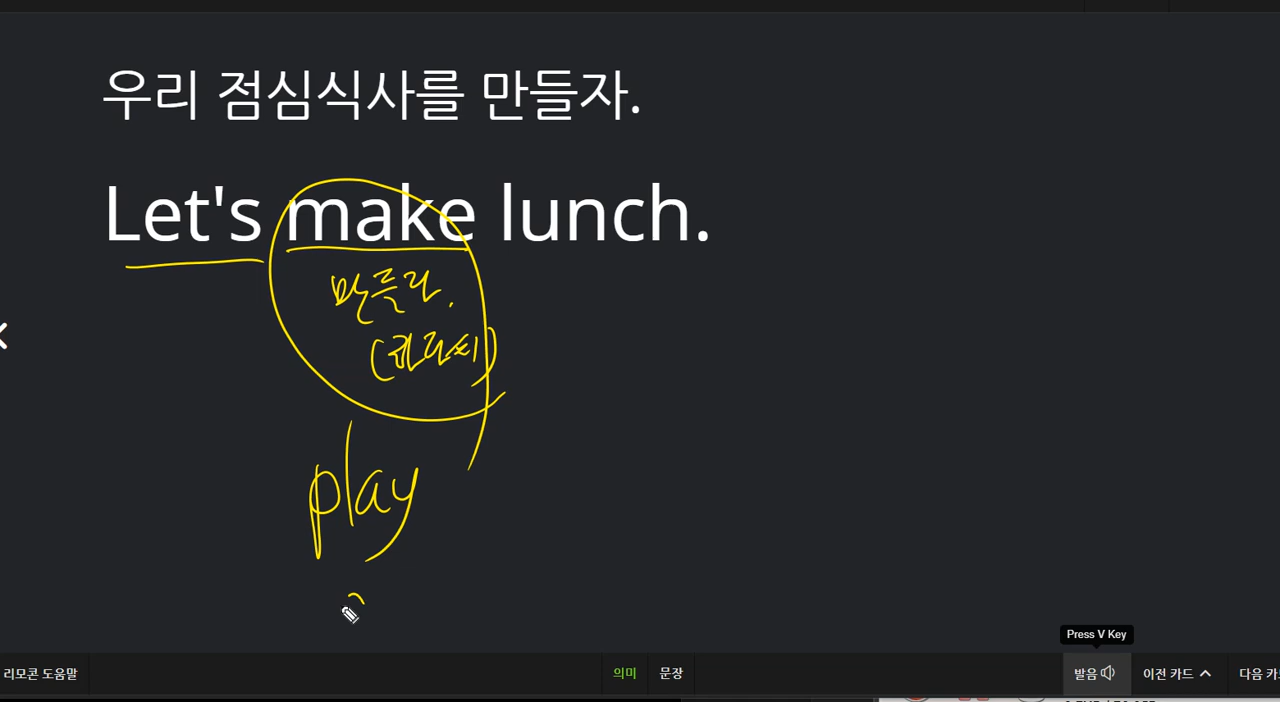 우리 점심식사를 만들자.
Let's make lunch.
만들다.
play
Press V Key
리모콘 도움말
의미
문장
발음
이전 카드
다음 카